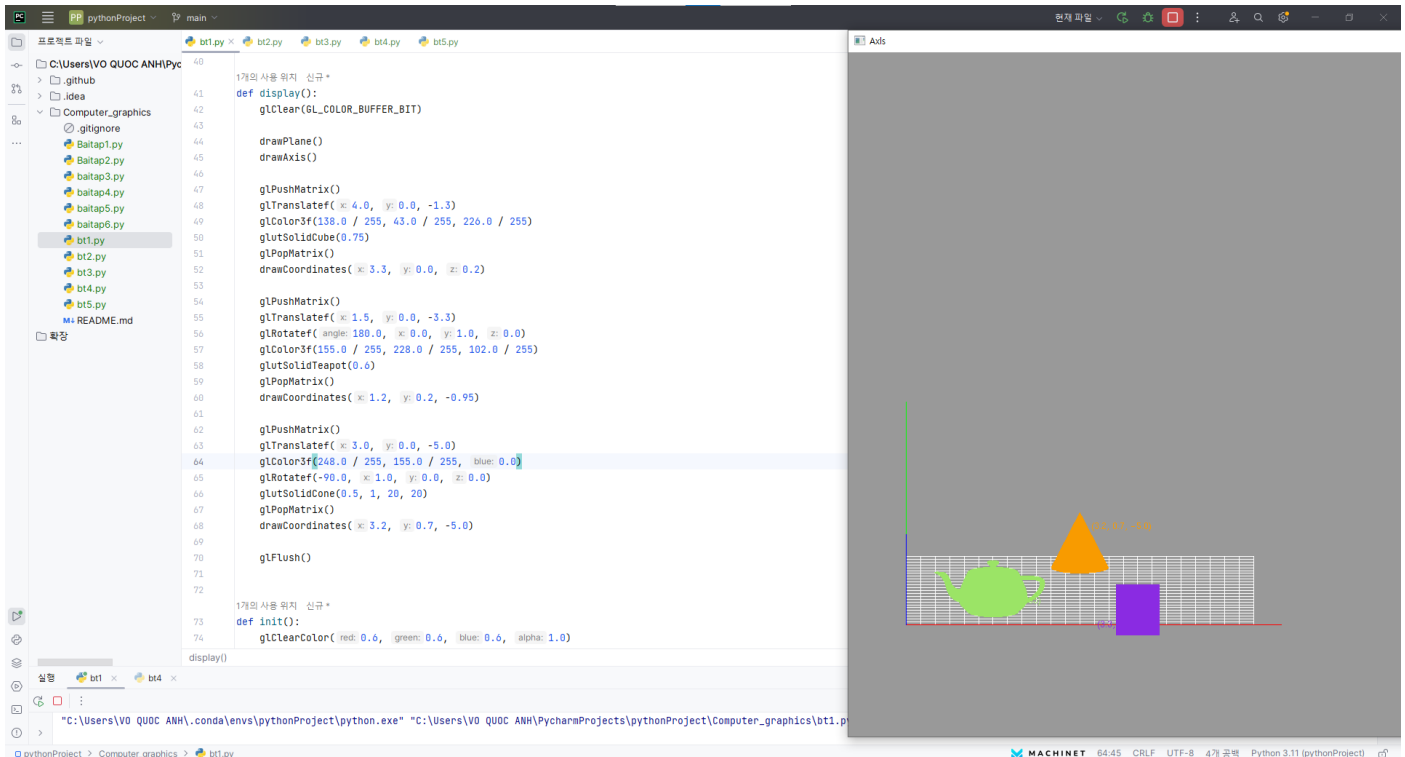 PC PP pythonProject main 현재 파일
프로젝트 파일
bt1.py bt2.py bt3.py bt4.py bt5.py
Axis
C:\Users\VO QUOC ANH\Pyc
.github
.idea
Computer_graphics
.gitignore
Baitap1.py
Baitap2.py
baitap3.py
baitap4.py
baitap5.py
baitap6.py
bt1.py
bt2.py
bt3.py
bt4.py
bt5.py
M↓ README.md
확장
40
1개의 사용 위치 신규 *
41 def display():
42 glClear(GL_COLOR_BUFFER_BIT)
43
44 drawPlane()
45 drawAxis()
46
47 glPushMatrix()
48 glTranslatef( x: 4.0, y: 0.0, -1.3)
49 glColor3f(138.0 / 255, 43.0 / 255, 226.0 / 255)
50 glutSolidCube(0.75)
51 glPopMatrix()
52 drawCoordinates( x: 3.3, y: 0.0, z: 0.2)
53
54 glPushMatrix()
55 glTranslatef( x: 1.5, y: 0.0, -3.3)
56 glRotatef( angle: 180.0, x: 0.0, y: 1.0, z: 0.0)
57 glColor3f(155.0 / 255, 228.0 / 255, 102.0 / 255)
58 glutSolidTeapot(0.6)
59 glPopMatrix()
60 drawCoordinates( x: 1.2, y: 0.2, -0.95)
61
62 glPushMatrix()
63 glTranslatef( x: 3.0, y: 0.0, -5.0)
64 glColor3f(248.0 / 255, 155.0 / 255, blue: 0.0)
65 glRotatef(-90.0, x: 1.0, y: 0.0, z: 0.0)
66 glutSolidCone(0.5, 1, 20, 20)
67 glPopMatrix()
68 drawCoordinates( x: 3.2, y: 0.7, -5.0)
69
70 glFlush()
71
72
1개의 사용 위치 신규 *
73 def init():
74 glClearColor( red: 0.6, green: 0.6, blue: 0.6, alpha: 1.0)
display()
실행 bt1 bt4
"C:\Users\VO QUOC ANH\.conda\envs\pythonProject\python.exe" "C:\Users\VO QUOC ANH\PycharmProjects\pythonProject\Computer_graphics\bt1.py
pythonProject > Computer_graphics > bt1.py
MACHINET 64:45 CRLF UTF-8 4개 공백 Python 3.11 (pythonProject)